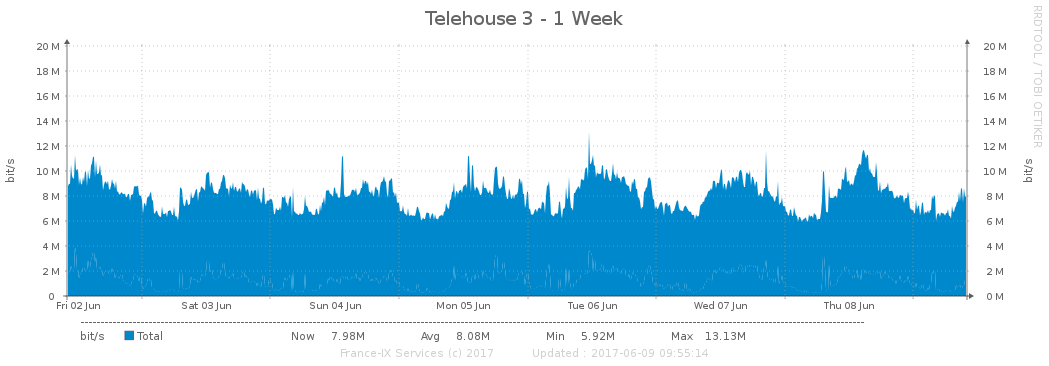 Telehouse 3 - 1 Week
RRDTOOL / TOBI OETIKER
20 M 20 M
18 M 18 M
16 M 16 M
14 M 14 M
12 M 12 M
10 M 10 M
8 M 8 M
6 M 6 M
4 M 4 M
2 M 2 M
0 0 M
bit/s bit/s
Fri 02 Jun Sat 03 Jun Sun 04 Jun Mon 05 Jun Tue 06 Jun Wed 07 Jun Thu 08 Jun
bit/s Total Now 7.98M Avg 8.08M Min 5.92M Max 13.13M
France-IX Services (c) 2017 Updated : 2017-06-09 09:55:14